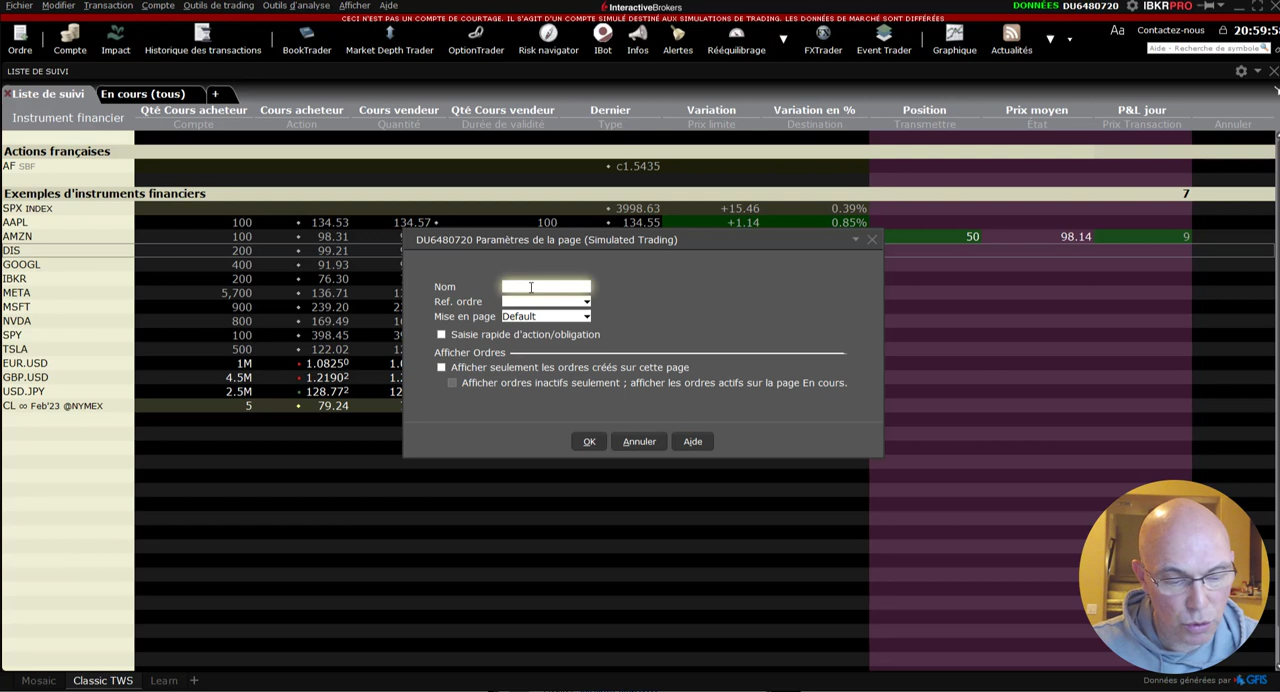 Fichier Modifier Transaction Compte Outils de trading Outils d'analyse Afficher Aide InteractiveBrokers DONNÉES DU6480720 IBKRPRO
CECI N'EST PAS UN COMPTE DE COURTAGE. IL S'AGIT D'UN COMPTE SIMULÉ DESTINÉ AUX SIMULATIONS DE TRADING. LES DONNÉES DE MARCHÉ SONT DIFFÉRÉES
Aa Contactez-nous 20:59:5
Aide - Recherche de symbole
Ordre Compte Impact Historique des transactions BookTrader Market Depth Trader OptionTrader Risk navigator IBot Infos Alertes Rééquilibrage FXTrader Event Trader Graphique Actualités
LISTE DE SUIVI
Liste de suivi En cours (tous) +
Instrument financier
Qté Cours acheteur Cours acheteur Cours vendeur Qté Cours vendeur Dernier Variation Variation en % Position Prix moyen P&L jour
Compte Action Quantité Durée de validité Type Prix limite Destination Transmettre État Prix Transaction Annuler
Actions françaises
AF SBF • c1.5435
Exemples d'instruments financiers 7
SPX INDEX • 3998.63 +15.46 0.39%
AAPL 100 • 134.53 134.57 • 100 • 134.55 +1.14 0.85%
AMZN 100 • 98.31 50 98.14 9
DIS 200 • 99.21
GOOGL 400 • 91.93
IBKR 200 • 76.30
META 5,700 • 136.71
MSFT 900 • 239.20
NVDA 800 • 169.49
SPY 100 • 398.45
TSLA 500 • 122.02
EUR.USD 1M • 1.0825⁰
GBP.USD 4.5M • 1.2190²
USD.JPY 2.5M • 128.77²
CL ∞ Feb'23 @NYMEX 5 • 79.24
DU6480720 Paramètres de la page (Simulated Trading)
Nom
Ref. ordre
Mise en page Default
Saisie rapide d'action/obligation
Afficher Ordres
Afficher seulement les ordres créés sur cette page
Afficher ordres inactifs seulement ; afficher les ordres actifs sur la page En cours.
OK Annuler Aide
Mosaic Classic TWS Learn + Données générées par GFIS